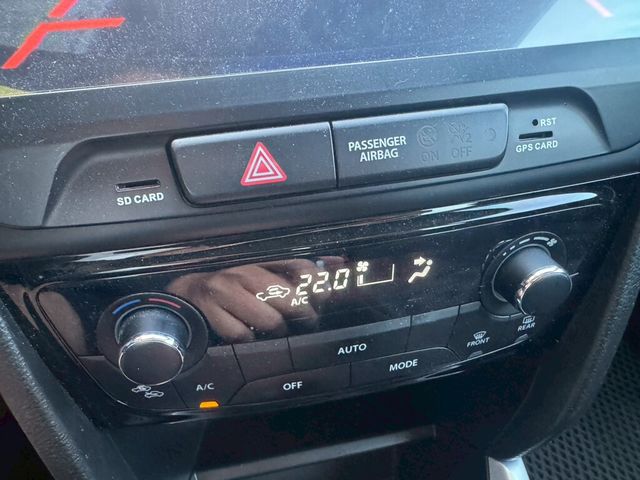 PASSENGER
AIRBAG
ON
OFF
RST
GPS CARD
SD CARD
22.0
A/C
AUTO
A/C
OFF
MODE
FRONT
REAR